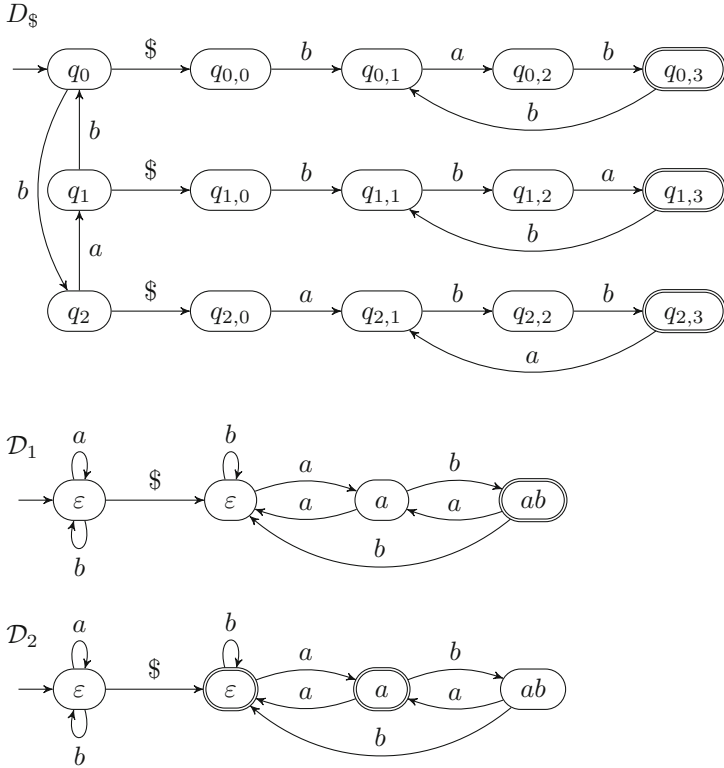 D$
$ b a b
q0 q0,0 q0,1 q0,2 q0,3
b
b
$ b b a
b q1 q1,0 q1,1 q1,2 q1,3
b
a
$ a b b
q2 q2,0 q2,1 q2,2 q2,3
a
D1
a b
$ a b
ε ε a ab
a a
b b
D2
a b
$ a b
ε ε a ab
a a
b b